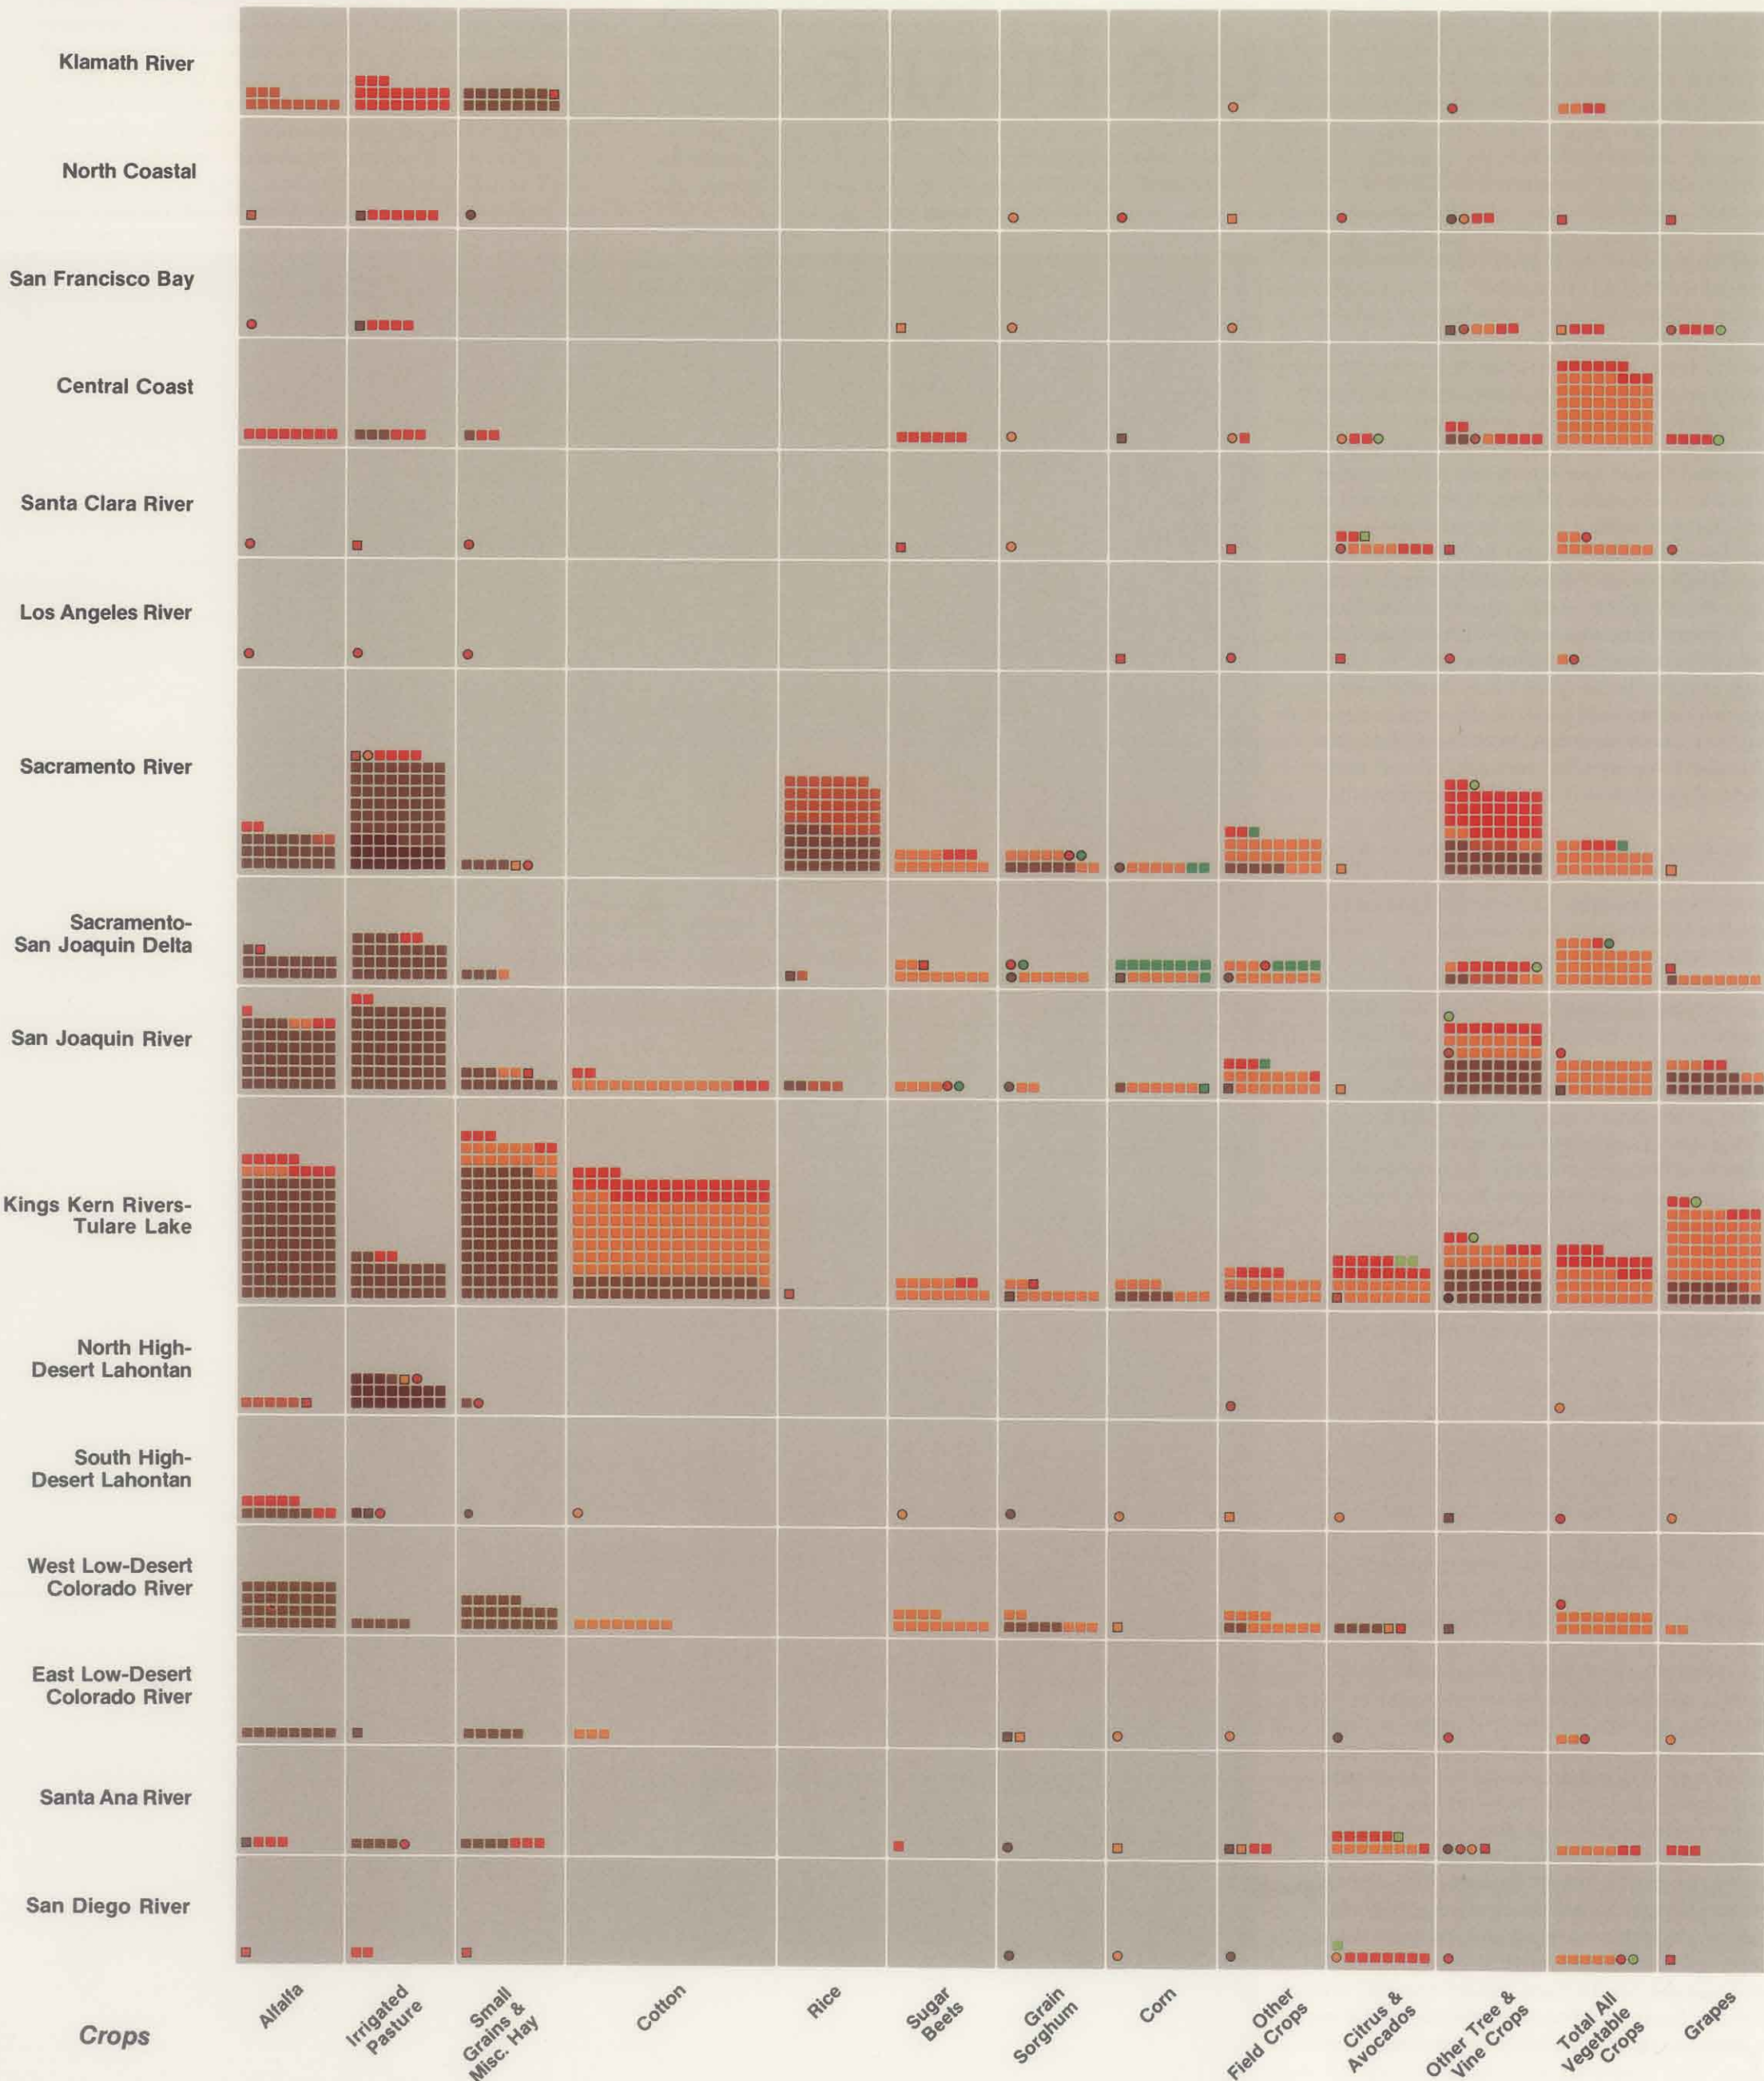 Klamath River
North Coastal
San Francisco Bay
Central Coast
Santa Clara River
Los Angeles River
Sacramento River
Sacramento-
San Joaquin Delta
San Joaquin River
Kings Kern Rivers-
Tulare Lake
North High-
Desert Lahontan
South High-
Desert Lahontan
West Low-Desert
Colorado River
East Low-Desert
Colorado River
Santa Ana River
San Diego River
Crops
Alfalfa
Irrigated
Pasture
Small
Grains &
Misc. Hay
Cotton
Rice
Sugar
Beets
Grain
Sorghum
Corn
Other
Field Crops
Citrus &
Avocados
Other Tree &
Vine Crops
Total All
Vegetable
Crops
Grapes